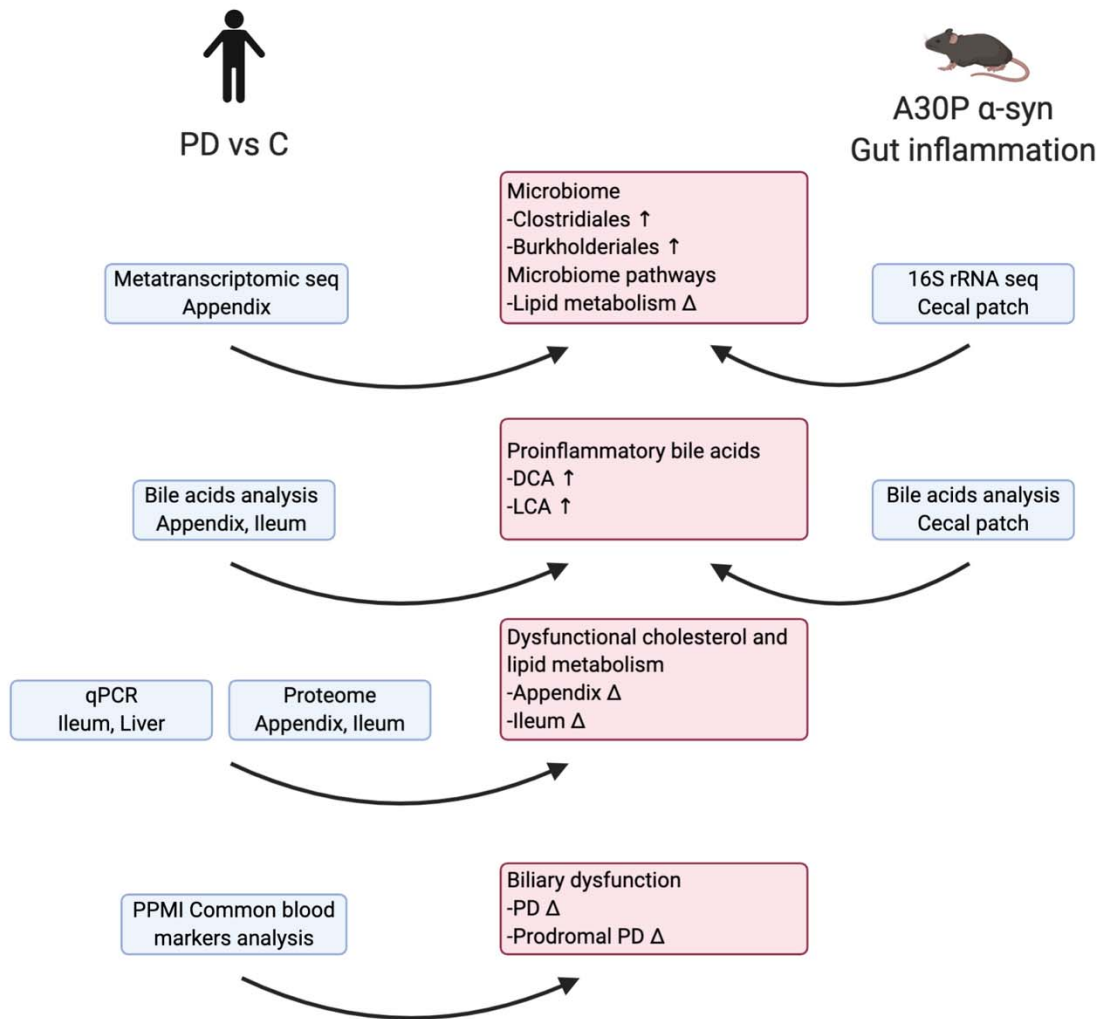 PD vs C
A30P α-syn
Gut inflammation
Metatranscriptomic seq
Appendix
Microbiome
-Clostridiales ↑
-Burkholderiales ↑
Microbiome pathways
-Lipid metabolism Δ
16S rRNA seq
Cecal patch
Bile acids analysis
Appendix, Ileum
Proinflammatory bile acids
-DCA ↑
-LCA ↑
Bile acids analysis
Cecal patch
qPCR
Ileum, Liver
Proteome
Appendix, Ileum
Dysfunctional cholesterol and
lipid metabolism
-Appendix Δ
-Ileum Δ
PPMI Common blood
markers analysis
Biliary dysfunction
-PD Δ
-Prodromal PD Δ